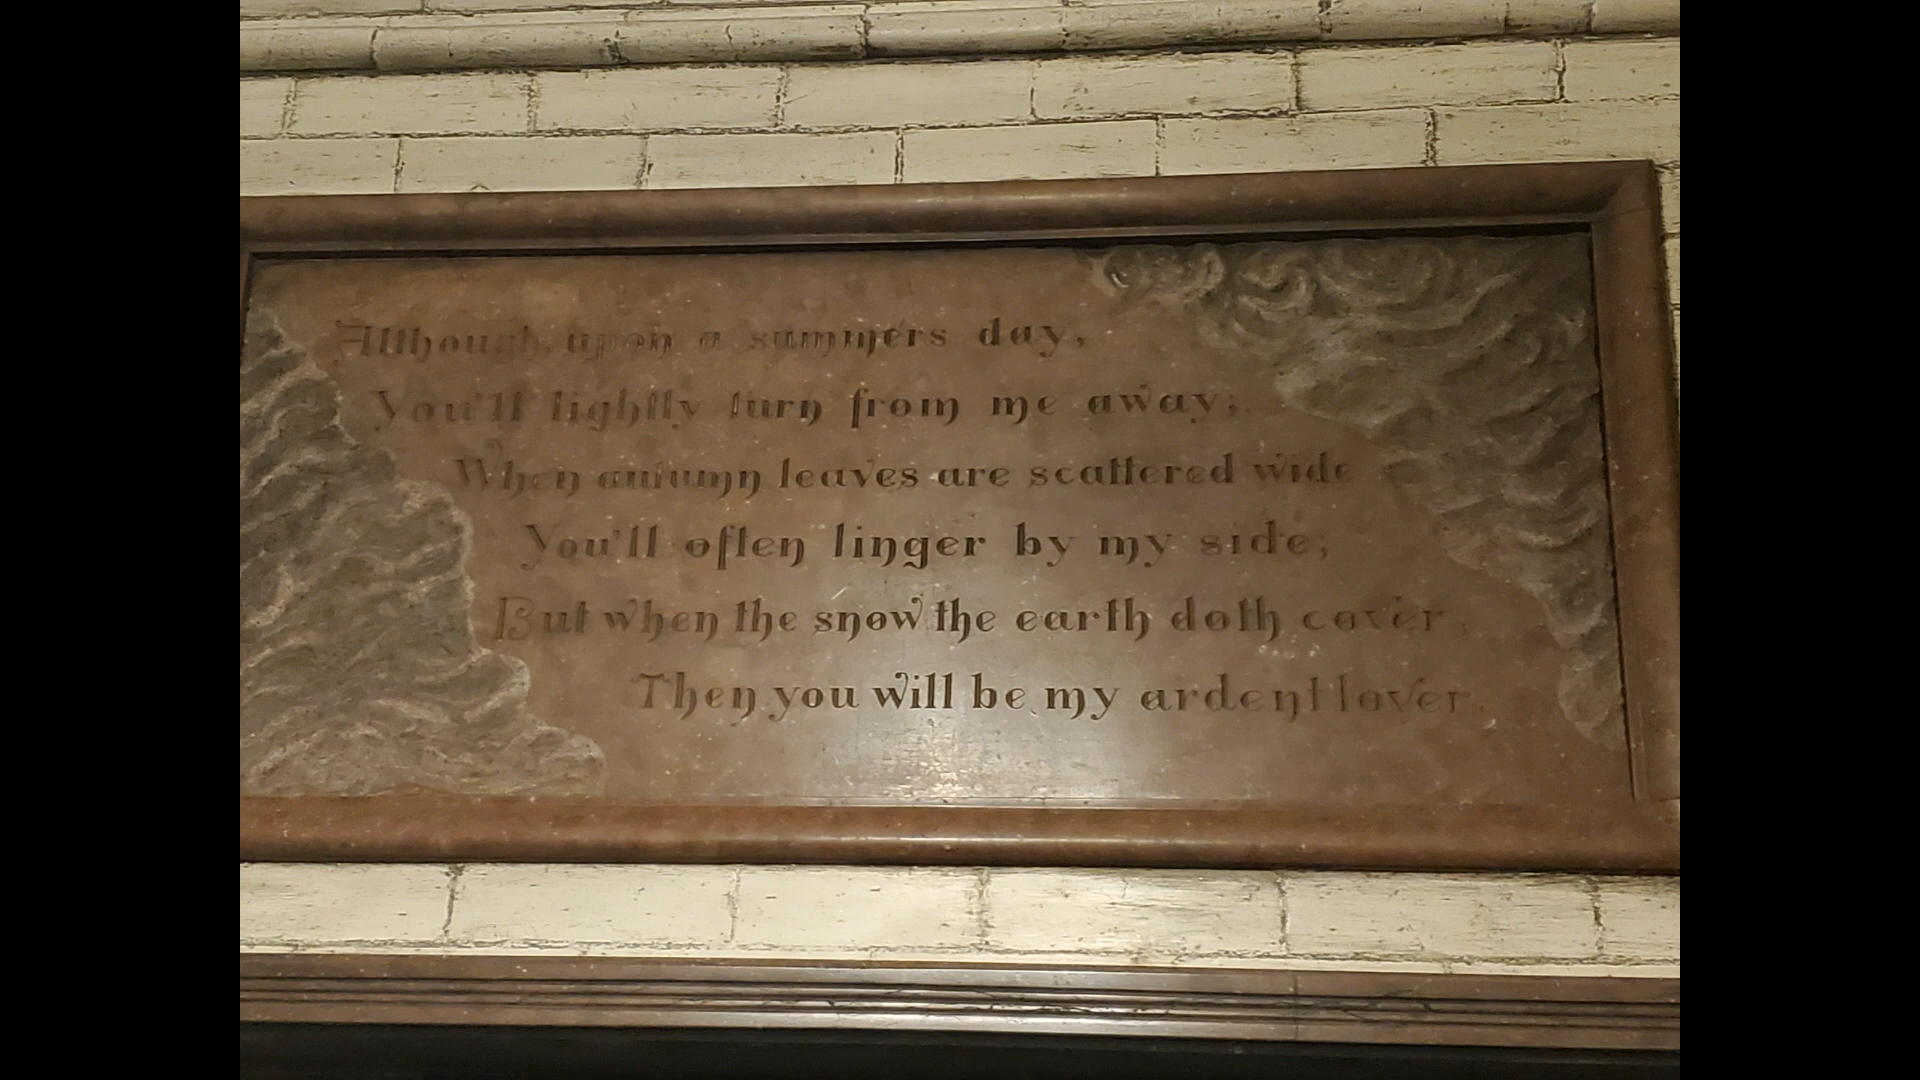 Although, upon a summers day,
You'll lightly turn from me away;
When autumn leaves are scattered wide
You'll often linger by my side;
But when the snow the earth doth cover,
Then you will be my ardent lover.